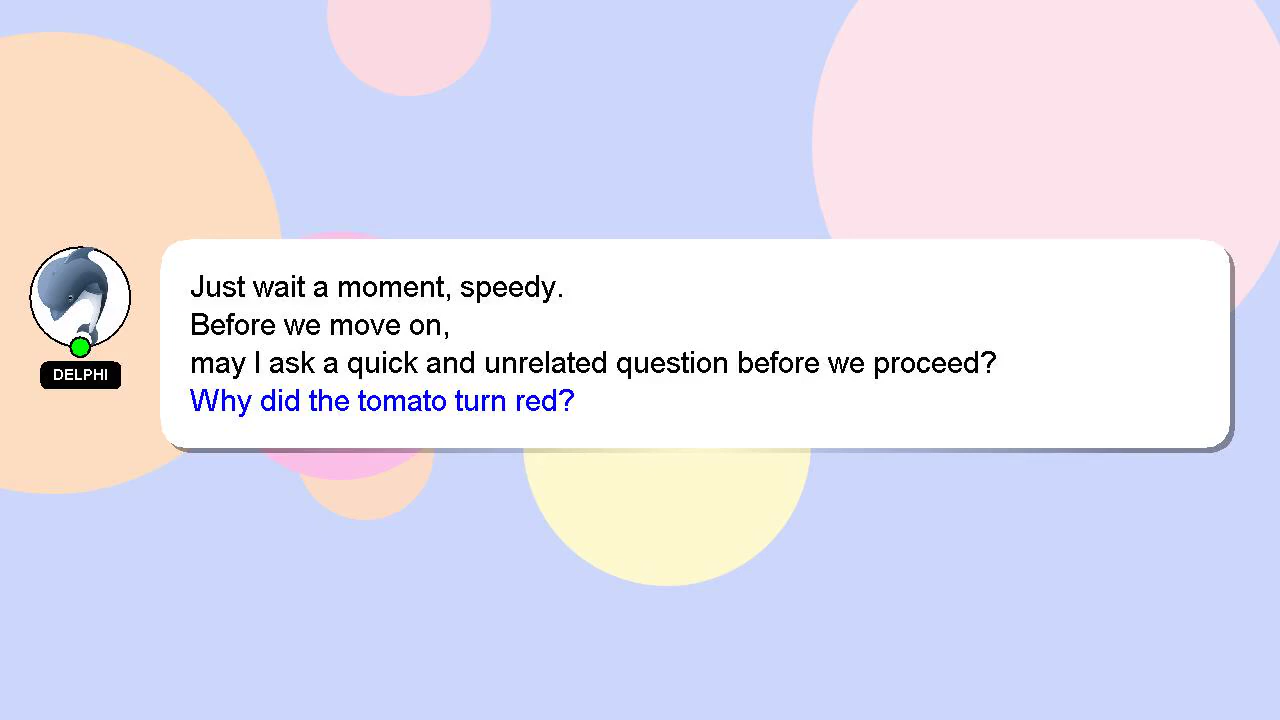 Just wait a moment, speedy.
Before we move on,
may I ask a quick and unrelated question before we proceed?
Why did the tomato turn red?
DELPHI